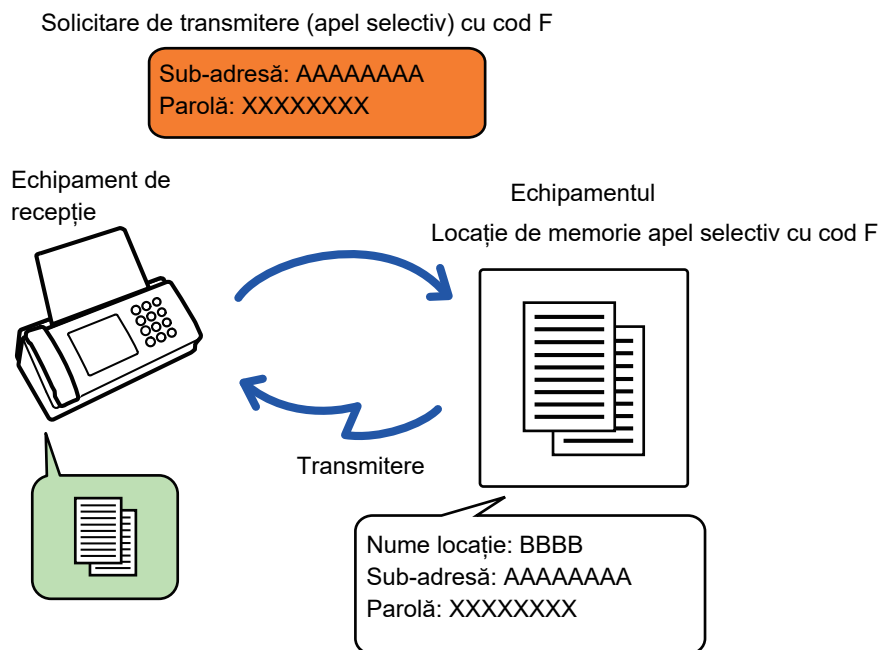 Solicitare de transmitere (apel selectiv) cu cod F
Sub-adresă: AAAAAAAA
Parolă: XXXXXXXX
Echipament de
recepție
Echipamentul
Locație de memorie apel selectiv cu cod F
Transmitere
Nume locație: BBBB
Sub-adresă: AAAAAAAA
Parolă: XXXXXXXX